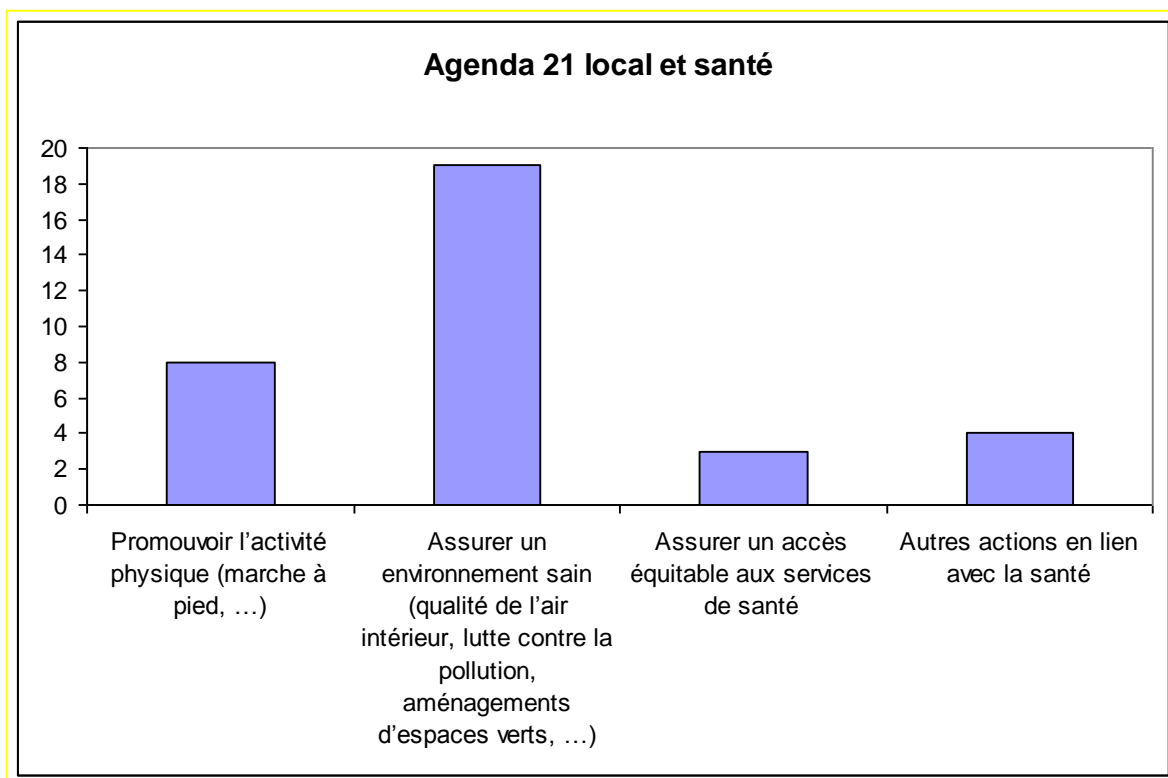 Agenda 21 local et santé
20
18
16
14
12
10
8
6
4
2
0
Promouvoir l'activité
physique (marche à
pied, …)
Assurer un
environnement sain
(qualité de l'air
intérieur, lutte contre la
pollution,
aménagements
d'espaces verts, …)
Assurer un accès
équitable aux services
de santé
Autres actions en lien
avec la santé